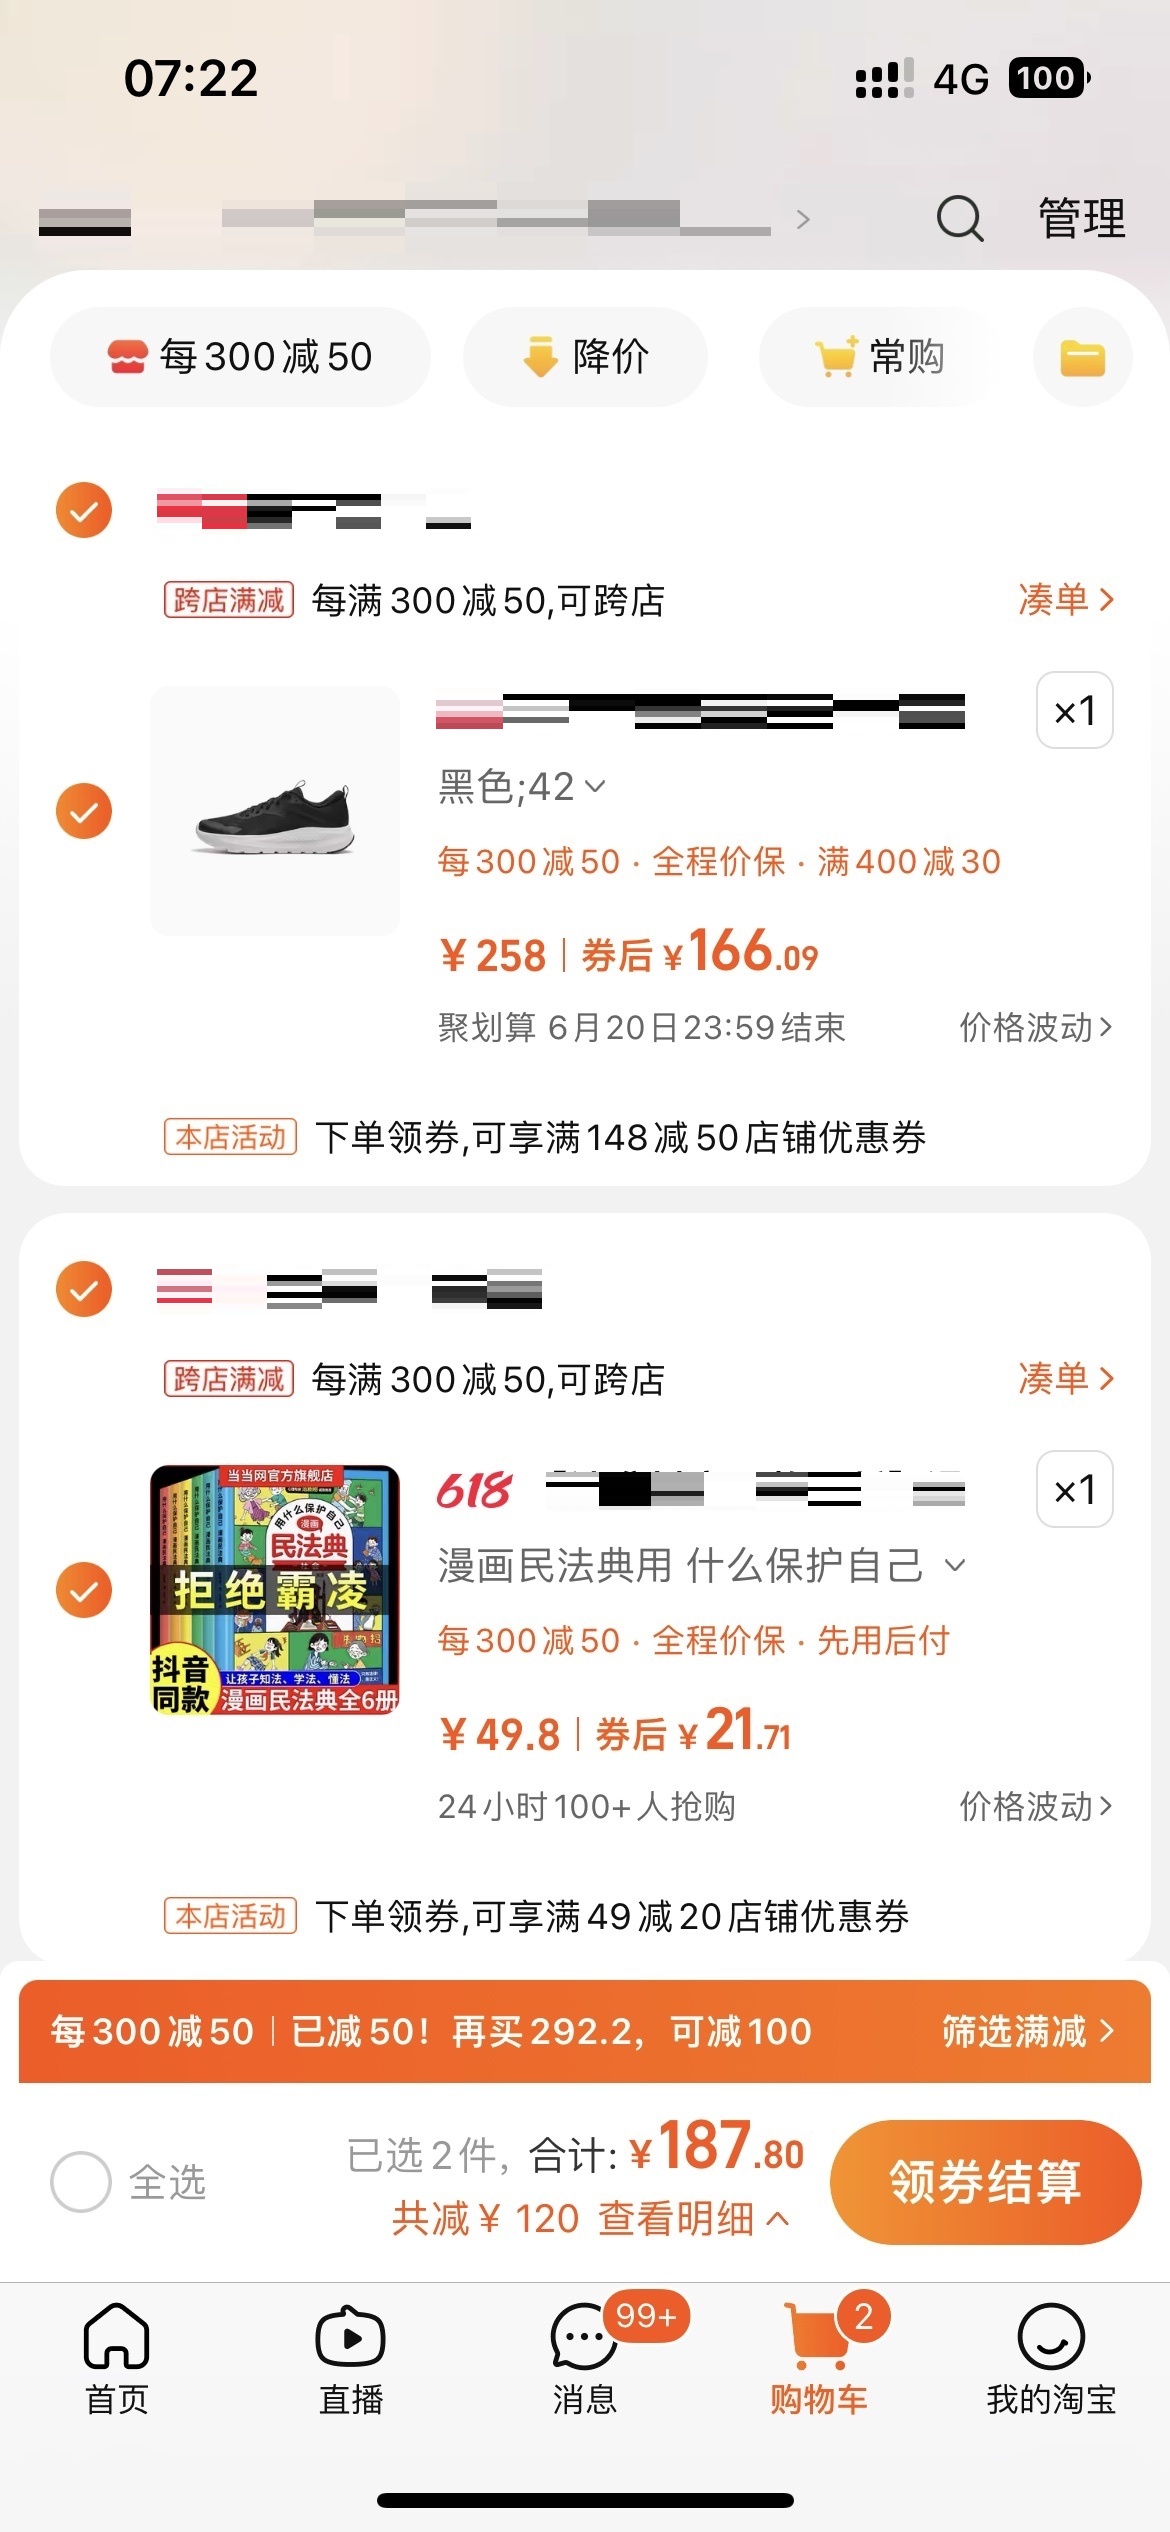 07:22
4G 100
管理
每300减50
降价
常购
跨店满减 每满300减50,可跨店 凑单
×1
黑色;42
每300减50 · 全程价保 · 满400减30
¥258 券后¥166.09
聚划算 6月20日23:59结束 价格波动
本店活动 下单领券,可享满148减50店铺优惠券
跨店满减 每满300减50,可跨店 凑单
618
×1
当当网官方旗舰店
用什么保护自己
漫画
民法典
拒绝霸凌
抖音
同款
让孩子知法、学法、懂法
漫画民法典全6册
漫画民法典用 什么保护自己
每300减50 · 全程价保 · 先用后付
¥49.8 券后¥21.71
24小时100+人抢购 价格波动
本店活动 下单领券,可享满49减20店铺优惠券
每300减50 已减50！再买292.2，可减100 筛选满减
全选
已选2件，合计:¥187.80
共减¥ 120 查看明细
领券结算
99+
2
首页
直播
消息
购物车
我的淘宝